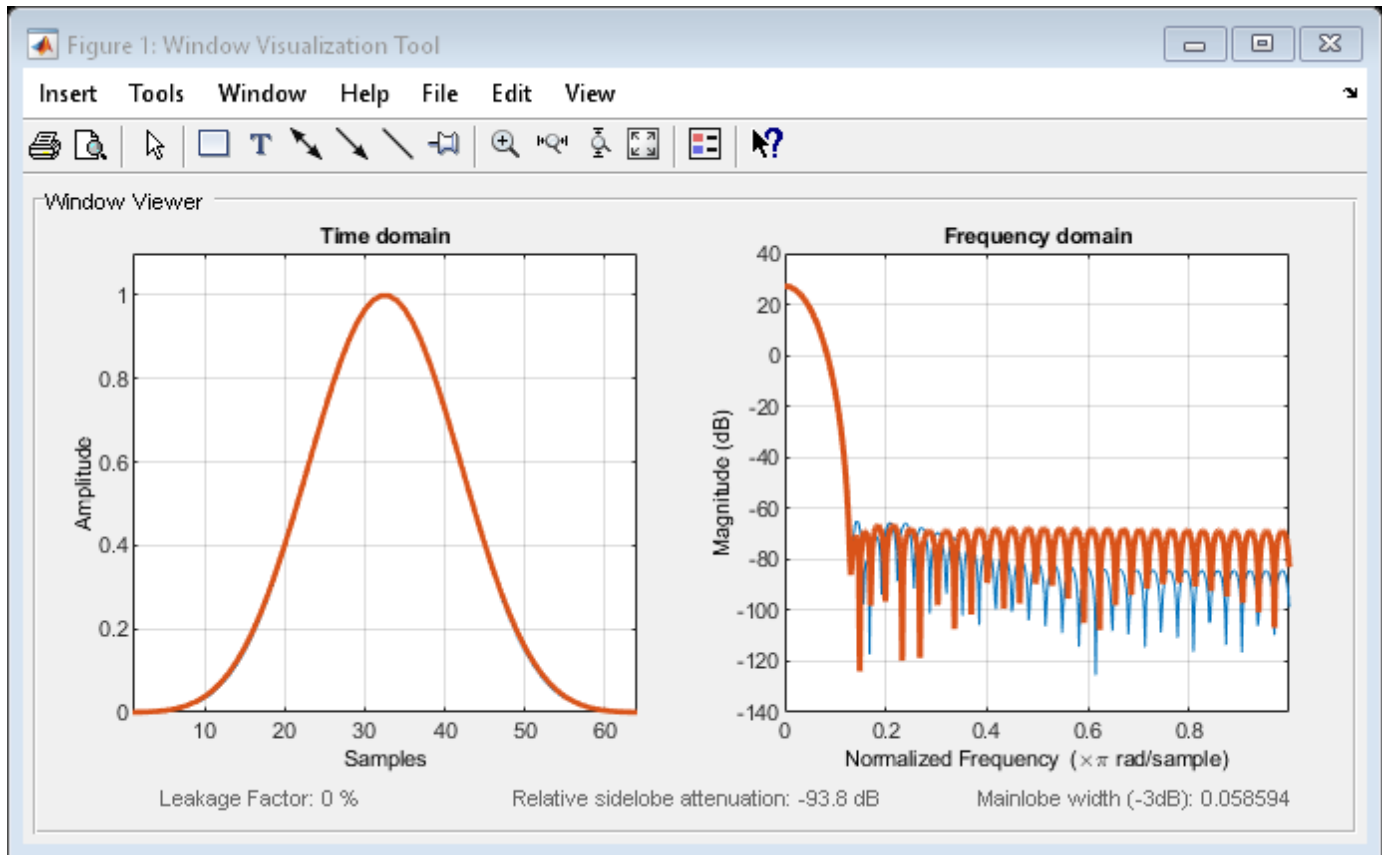 Figure 1: Window Visualization Tool
Insert Tools Window Help File Edit View
T
?
Window Viewer
Time domain
1
0.8
0.6
0.4
0.2
0
Amplitude
10 20 30 40 50 60
Samples
Frequency domain
40
20
0
-20
-40
-60
-80
-100
-120
-140
Magnitude (dB)
0 0.2 0.4 0.6 0.8
Normalized Frequency (×π rad/sample)
Leakage Factor: 0 % Relative sidelobe attenuation: -93.8 dB Mainlobe width (-3dB): 0.058594